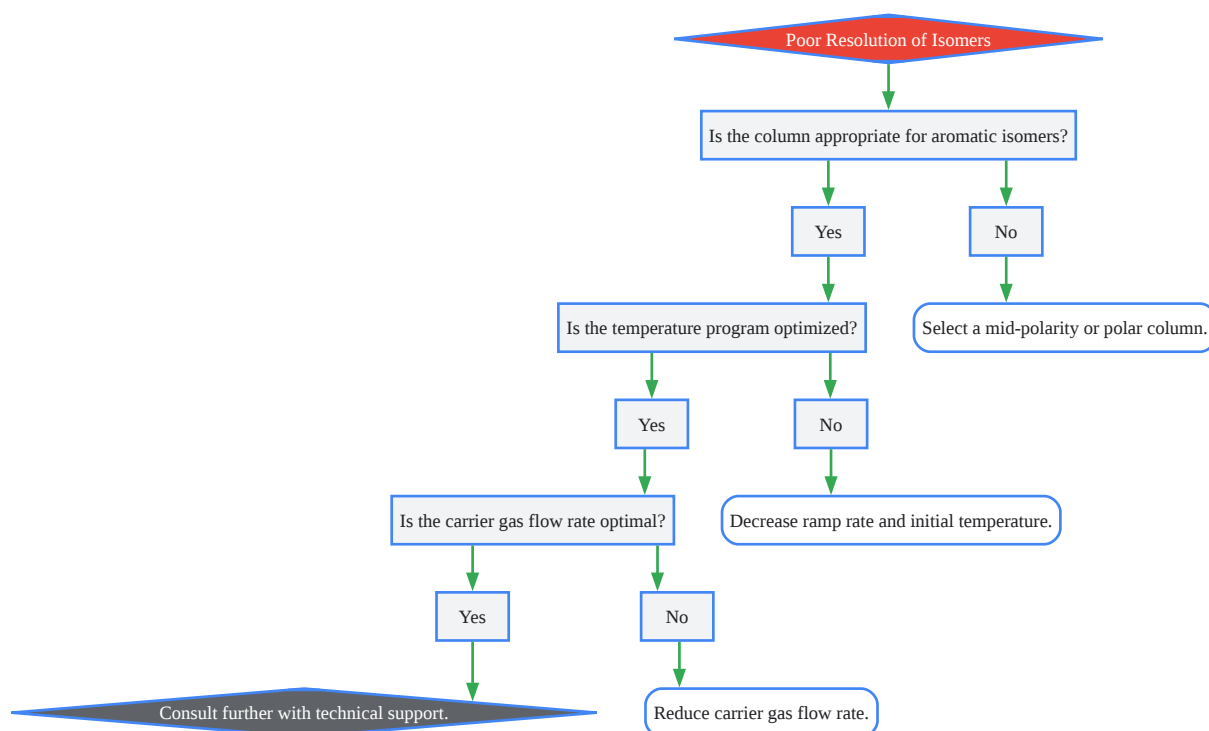 Poor Resolution of Isomers
Is the column appropriate for aromatic isomers?
Yes
No
Is the temperature program optimized?
Select a mid-polarity or polar column.
Yes
No
Is the carrier gas flow rate optimal?
Decrease ramp rate and initial temperature.
Yes
No
Consult further with technical support.
Reduce carrier gas flow rate.